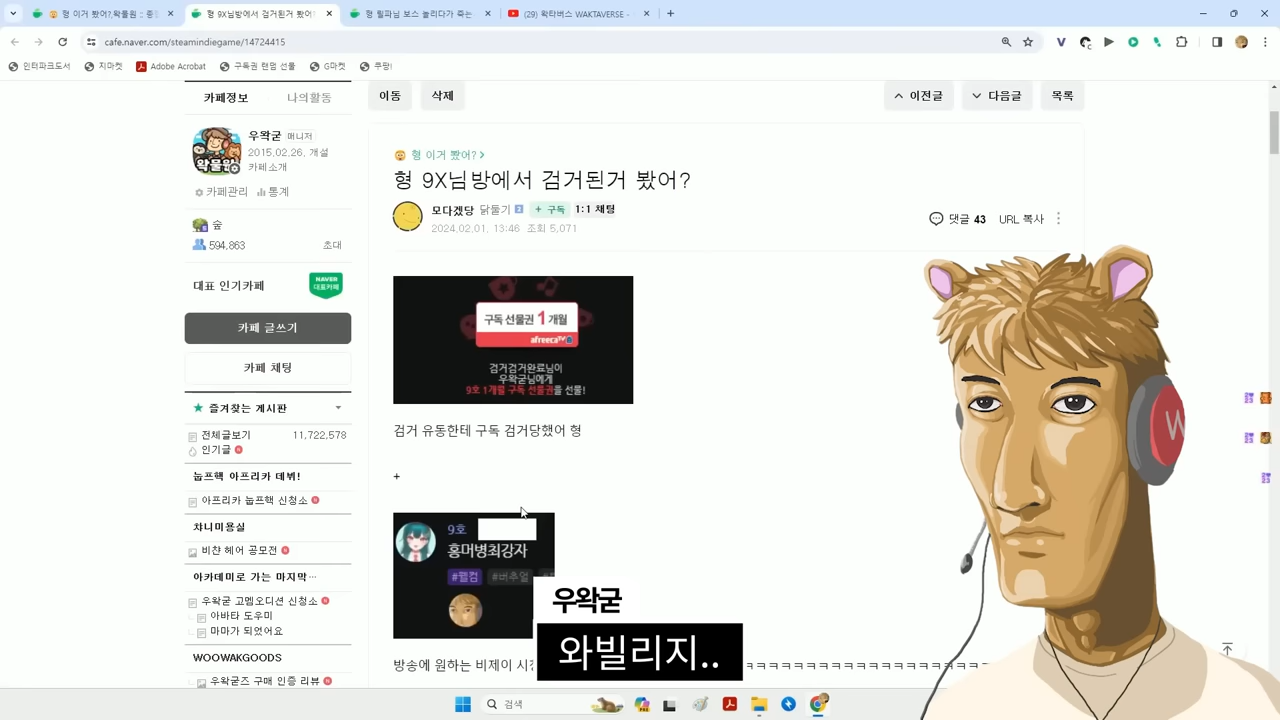 형 이거 봤어?,왁물원 :: 종합
형 9X님방에서 검거된거 봤어?
형 릴파님 보스 눌리다가 죽는
(29) 왁타버스 WAKTAVERSE -
cafe.naver.com/steamindiegame/14724415
인터파크도서
지마켓
Adobe Acrobat
구독권 랜덤 선물
G마켓
쿠팡!
카페정보
나의활동
이동
삭제
이전글
다음글
목록
우왁굳 매니저
2015.02.26. 개설
카페소개
왁물원
카페관리
통계
숲
594,863
초대
대표 인기카페
NAVER
대표카페
카페 글쓰기
카페 채팅
즐겨찾는 게시판
전체글보기 11,722,578
인기글
눕프핵 아프리카 데뷔!
아프리카 눕프핵 신청소
챠니미용실
비챤 헤어 공모전
아카데미로 가는 마지막…
우왁굳 고멤오디션 신청소
아바타 도우미
마마가 되었어요
WOOWAKGOODS
우왁굳즈 구매 인증 리뷰
형 이거 봤어?
형 9X님방에서 검거된거 봤어?
모다겠당 닭둘기 2 + 구독 1:1 채팅
2024.02.01. 13:46 조회 5,071
댓글 43
URL 복사
구독 선물권 1개월
afreecaTV
검거검거완료님이
우왁굳님에게
9호 1개월 구독 선물권을 선물!
검거 유동한테 구독 검거당했어 형
+
9호
홍머병최강자
#탤컴 #버추얼
방송에 원하는 비제이 시
ㅋㅋㅋㅋㅋㅋㅋㅋㅋㅋㅋㅋㅋㅋㅋㅋㅋㅋㅋㅋ
W
우왁굳
와빌리지..
검색